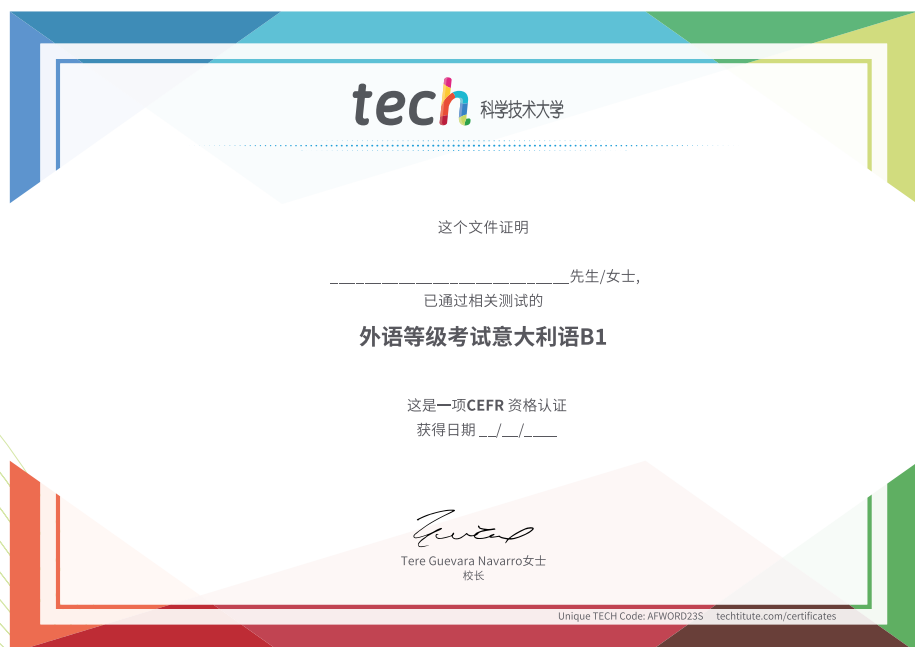 tech 科学技术大学
这个文件证明
____________________________先生/女士,
已通过相关测试的
外语等级考试意大利语B1
这是一项CEFR 资格认证
获得日期 __/__/____
Tere Guevara Navarro女士
校长
Unique TECH Code: AFWORD23S techtitute.com/certificates